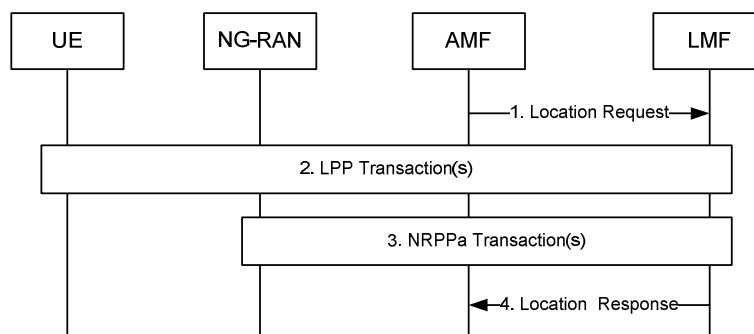 UE
NG-RAN
AMF
LMF
1. Location Request
2. LPP Transaction(s)
3. NRPPa Transaction(s)
4. Location Response